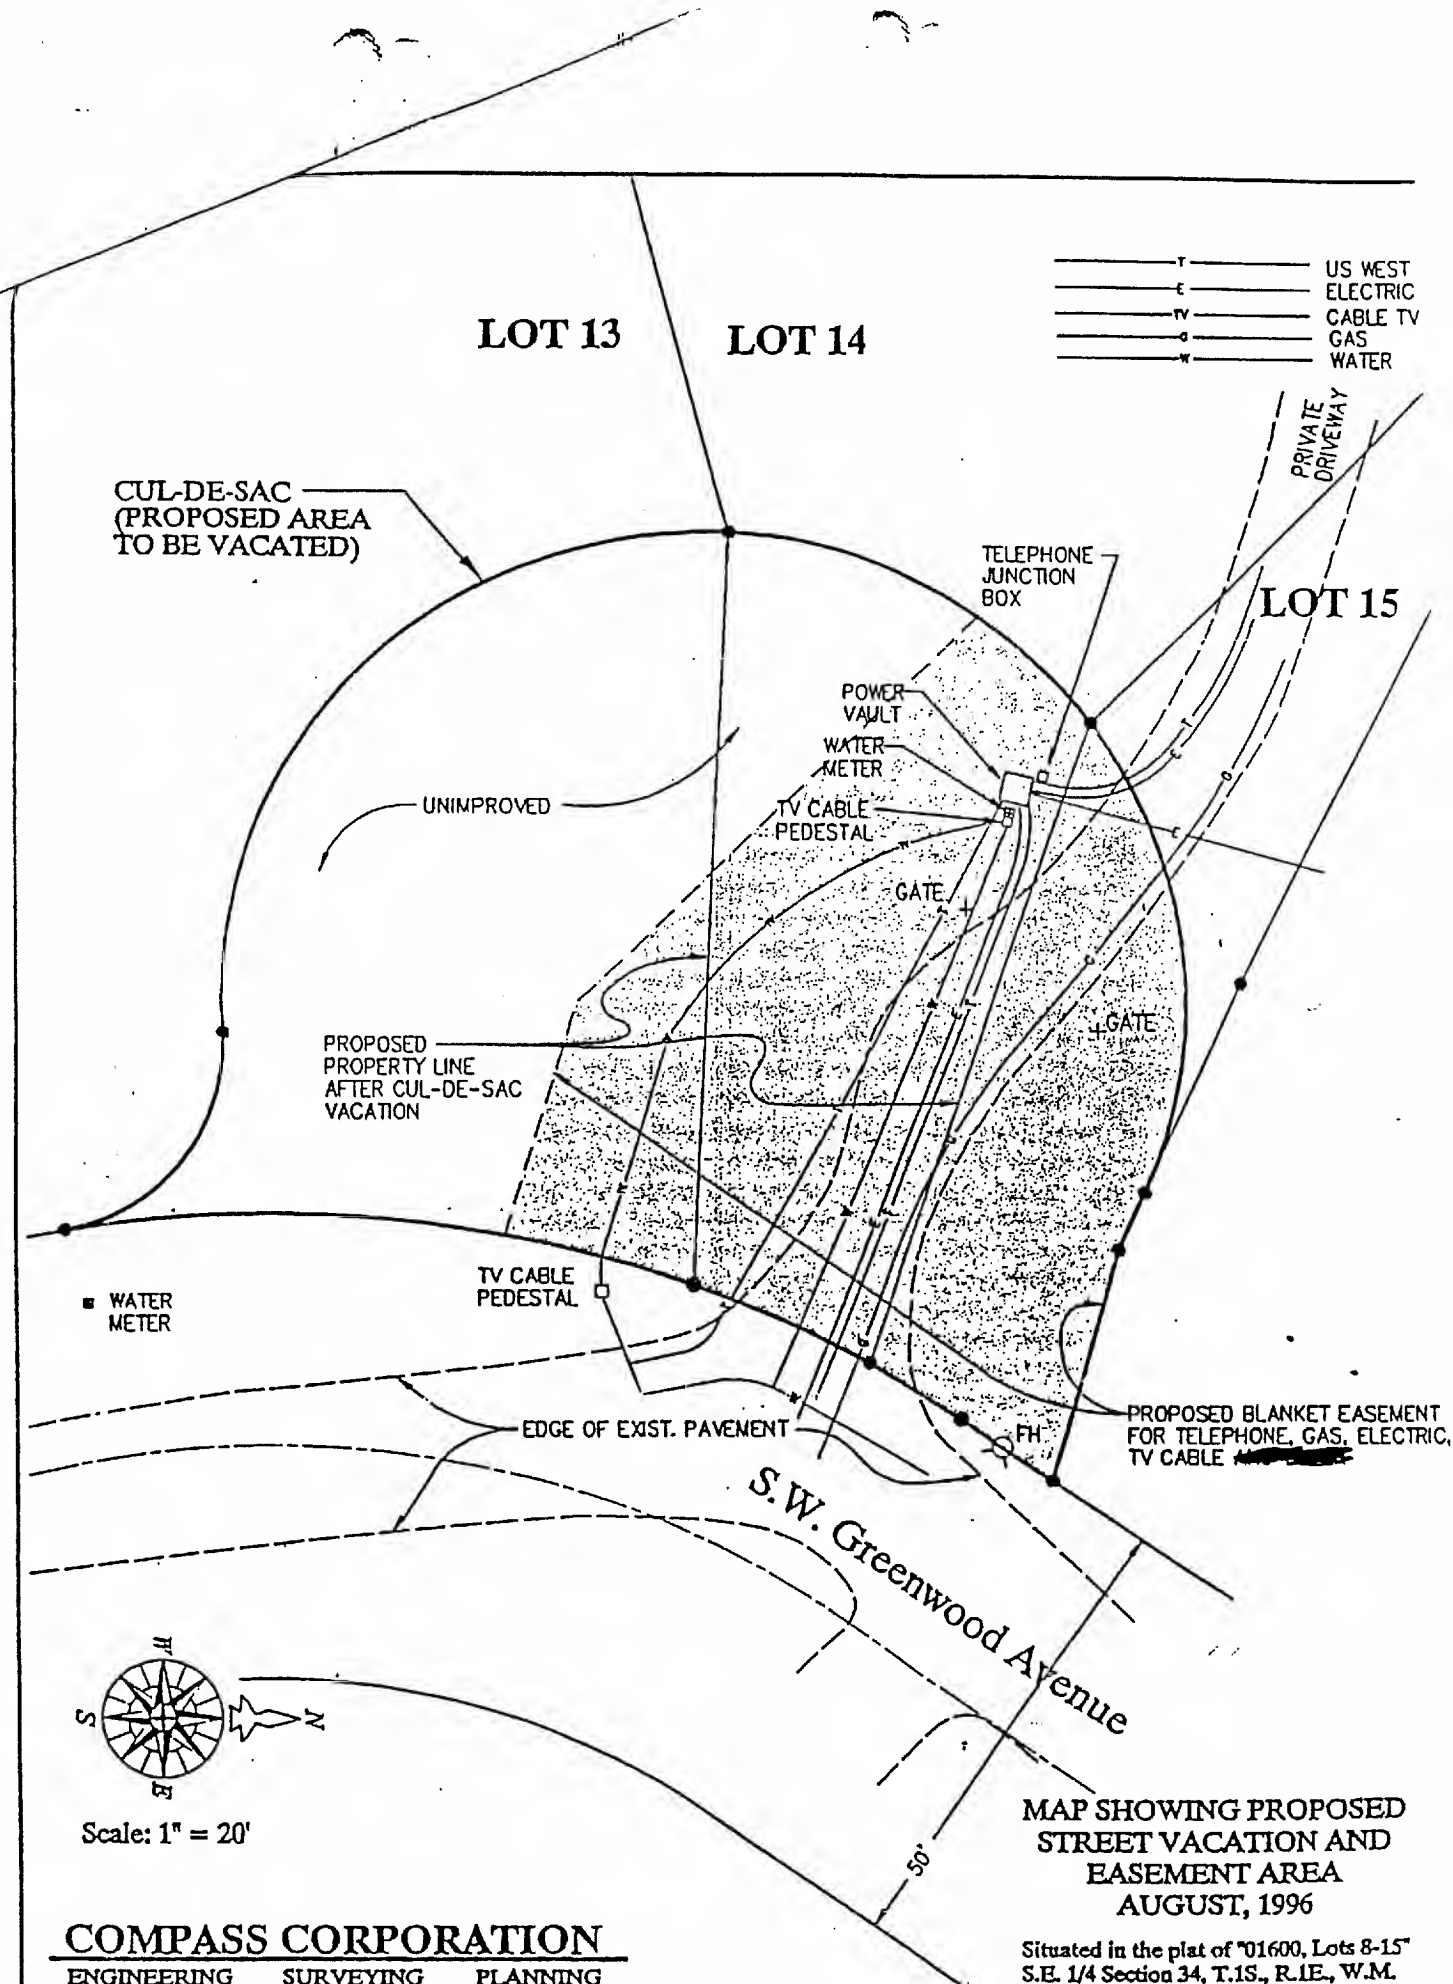 US WEST
ELECTRIC
CABLE TV
GAS
WATER
T
E
TV
G
W
LOT 13
LOT 14
PRIVATE
DRIVEWAY
CUL-DE-SAC
(PROPOSED AREA
TO BE VACATED)
TELEPHONE
JUNCTION
BOX
LOT 15
POWER
VAULT
WATER
METER
UNIMPROVED
TV CABLE
PEDESTAL
GATE
GATE
PROPOSED
PROPERTY LINE
AFTER CUL-DE-SAC
VACATION
TV CABLE
PEDESTAL
WATER
METER
EDGE OF EXIST. PAVEMENT
FH
PROPOSED BLANKET EASEMENT
FOR TELEPHONE, GAS, ELECTRIC,
TV CABLE
S.W. Greenwood Avenue
50'
W
S
N
E
Scale: 1" = 20'
MAP SHOWING PROPOSED
STREET VACATION AND
EASEMENT AREA
AUGUST, 1996
COMPASS CORPORATION
ENGINEERING SURVEYING PLANNING
Situated in the plat of "01600, Lots 8-15"
S.E. 1/4 Section 34, T.1S., R.1E., W.M.